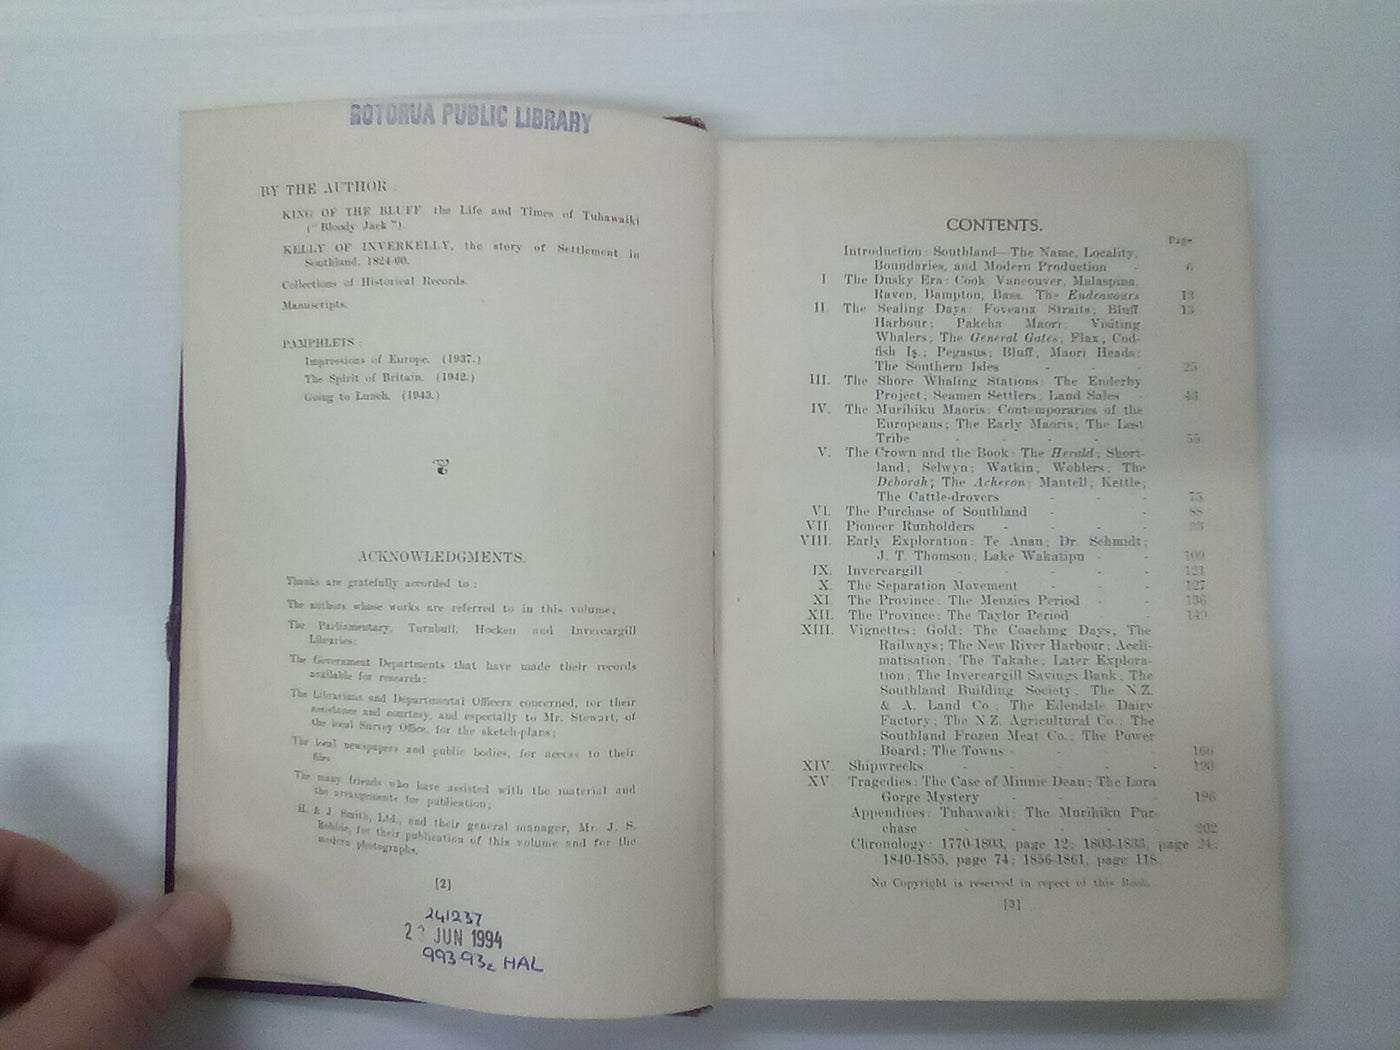 ROTORUA PUBLIC LIBRARY
BY THE AUTHOR
KING OF THE BLUFF, the Life and Times of Tuhawaiki
("Bloody Jack").
KELLY OF INVERKELLY, the story of Settlement in
Southland, 1824-60.
Collections of Historical Records.
Manuscripts.
PAMPHLETS:
Impressions of Europe. (1937.)
The Spirit of Britain. (1942.)
Going to Lunch. (1943.)
ACKNOWLEDGMENTS.
Thanks are gratefully accorded to:
The authors whose works are referred to in this volume;
The Parliamentary, Turnbull, Hocken and Invercargill
Libraries;
The Government Departments that have made their records
available for research;
The Librarians and Departmental Officers concerned, for their
assistance and courtesy, and especially to Mr. Stewart, of
the local Survey Office, for the sketch-plans;
The local newspapers and public bodies, for access to their
files
The many friends who have assisted with the material and
the arrangements for publication;
H. & J. Smith, Ltd., and their general manager, Mr. J. S.
for their publication of this volume and for the
modern photographs.
[2]
241237
JUN 1994
993.93 HAL
CONTENTS.
Page
Introduction: Southland—The Name, Locality,
Boundaries, and Modern Production - 6
I. The Dusky Era: Cook, Vancouver, Malaspina,
Raven, Bampton, Bass. The Endeavours 13
II. The Sealing Days: Foveaux Straits; Bluff 13
Harbour; Pakeha Maori; Visiting
Whalers; The General Gates; Flax; Cod-
fish Is.; Pegasus; Bluff; Maori Heads:
The Southern Isles - - - 25
III. The Shore Whaling Stations: The Enderby
Project; Seamen Settlers; Land Sales - 43
IV. The Murihiku Maoris: Contemporaries of the
Europeans; The Early Maoris; The Lost
Tribe - - - - - 55
V. The Crown and the Book: The Herald; Short-
land; Selwyn; Watkin; Wohlers; The
Deborah; The Acheron; Mantell; Kettle;
The Cattle-drovers - - - 75
VI. The Purchase of Southland - - 88
VII. Pioneer Runholders - - - - 93
VIII. Early Exploration: Te Anau; Dr. Schmidt;
J. T. Thomson; Lake Wakatipu - - 109
IX. Invercargill - - - - - 121
X. The Separation Movement - - - 127
XI. The Province: The Menzies Period - - 136
XII. The Province: The Taylor Period - - 149
XIII. Vignettes: Gold; The Coaching Days; The
Railways; The New River Harbour; Accli-
matisation; The Takahe; Later Explora-
tion; The Invercargill Savings Bank; The
Southland Building Society; The N.Z.
& A. Land Co.; The Edendale Dairy
Factory; The N.Z. Agricultural Co.; The
Southland Frozen Meat Co.; The Power
Board; The Towns - - - - 166
XIV. Shipwrecks - - - - - 190
XV. Tragedies: The Case of Minnie Dean; The Lora
Gorge Mystery - - - - 196
Appendices: Tuhawaiki; The Murihiku Pur-
chase - - - - - 202
Chronology: 1770-1803, page 12; 1803-1833, page 24;
1840-1855, page 74; 1856-1861, page 118.
No Copyright is reserved in repect of this Book.
[3]